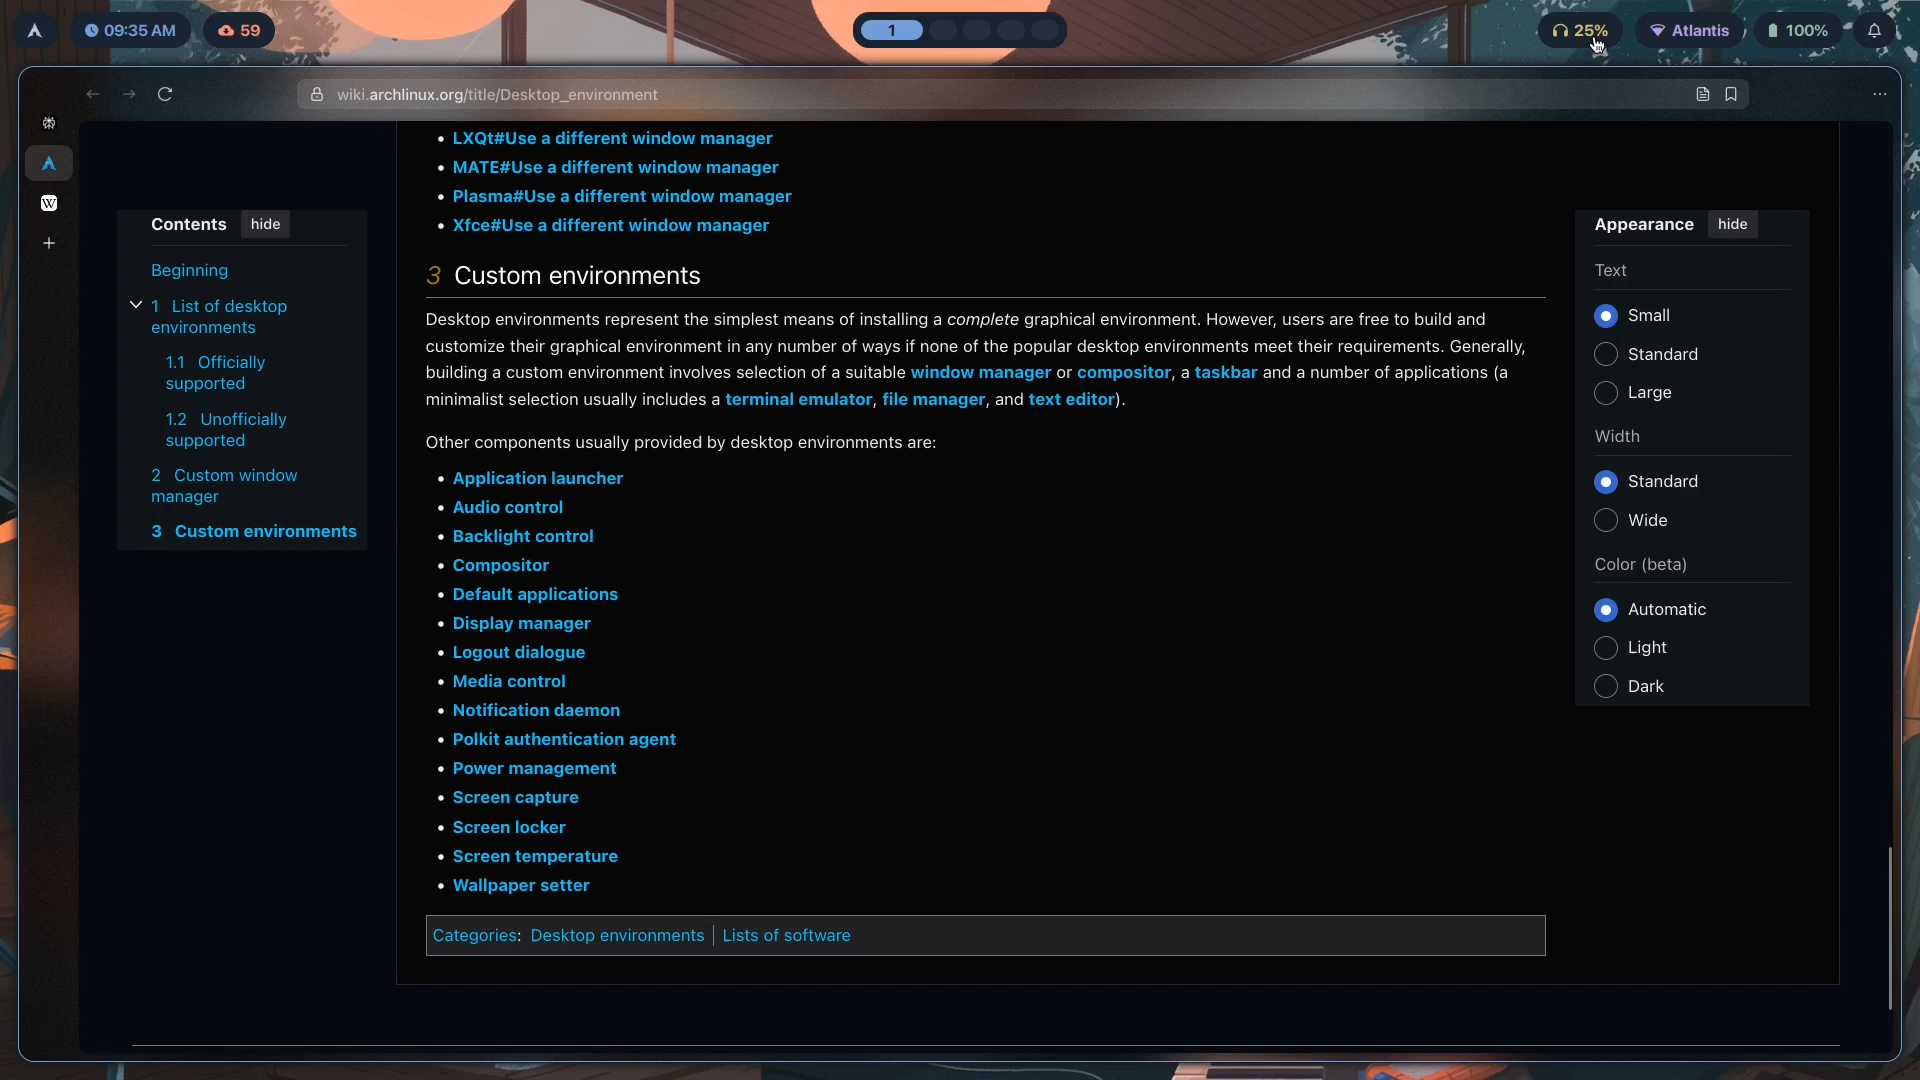 09:35 AM
59
1
25%
Atlantis
100%
wiki.archlinux.org/title/Desktop_environment
LXQt#Use a different window manager
MATE#Use a different window manager
Plasma#Use a different window manager
Xfce#Use a different window manager
Contents hide
Beginning
1 List of desktop
environments
1.1 Officially
supported
1.2 Unofficially
supported
2 Custom window
manager
3 Custom environments
3 Custom environments
Desktop environments represent the simplest means of installing a complete graphical environment. However, users are free to build and
customize their graphical environment in any number of ways if none of the popular desktop environments meet their requirements. Generally,
building a custom environment involves selection of a suitable window manager or compositor, a taskbar and a number of applications (a
minimalist selection usually includes a terminal emulator, file manager, and text editor).
Other components usually provided by desktop environments are:
Application launcher
Audio control
Backlight control
Compositor
Default applications
Display manager
Logout dialogue
Media control
Notification daemon
Polkit authentication agent
Power management
Screen capture
Screen locker
Screen temperature
Wallpaper setter
Categories: Desktop environments | Lists of software
Appearance hide
Text
Small
Standard
Large
Width
Standard
Wide
Color (beta)
Automatic
Light
Dark
W